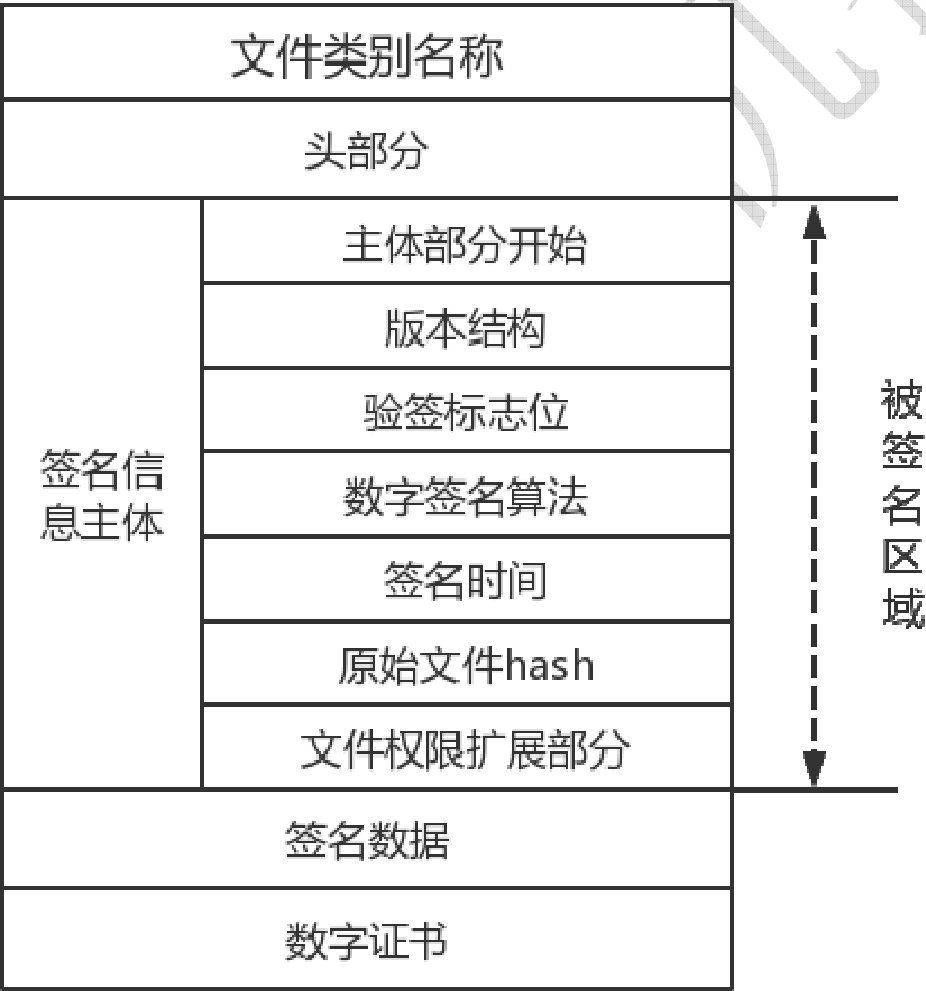 文件类别名称
头部分
签名信
息主体
主体部分开始
版本结构
验签标志位
数字签名算法
签名时间
原始文件hash
文件权限扩展部分
被签名区域
签名数据
数字证书